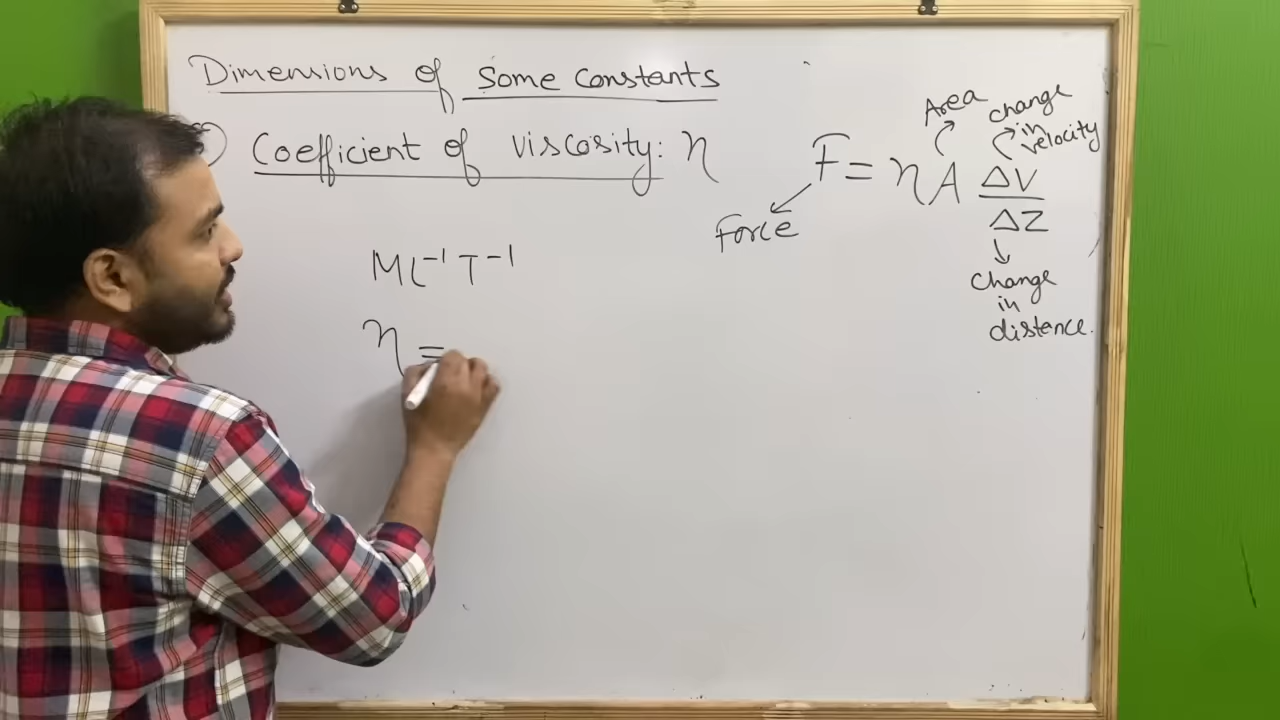 Dimensions of Some Constants
Coefficient of viscosity: η
F = ηA ΔV/ΔZ
Area
change
in
velocity
Force
change
in
distence.
ML⁻¹T⁻¹
η =